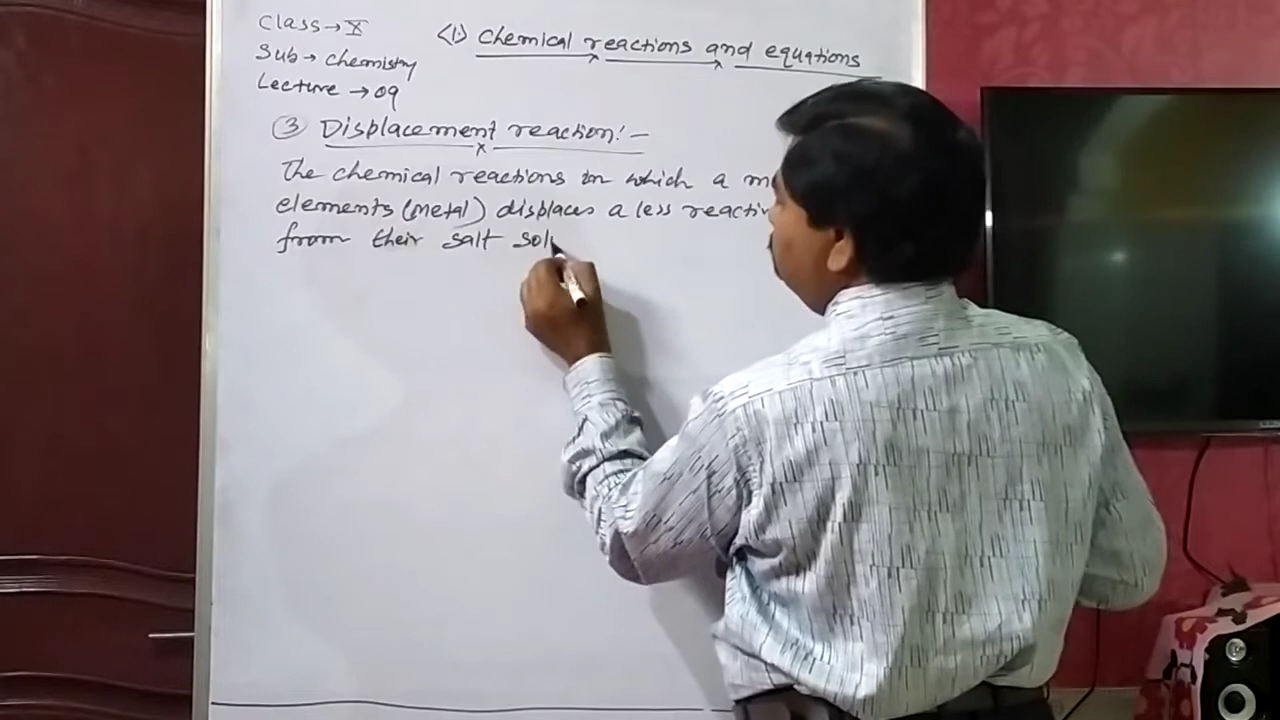 Class → X
Sub → chemistry
Lecture → 09
<1> chemical reactions and equations
③ Displacement reaction:-
The chemical reactions in which a
elements (metal) displaces a less
from their salt